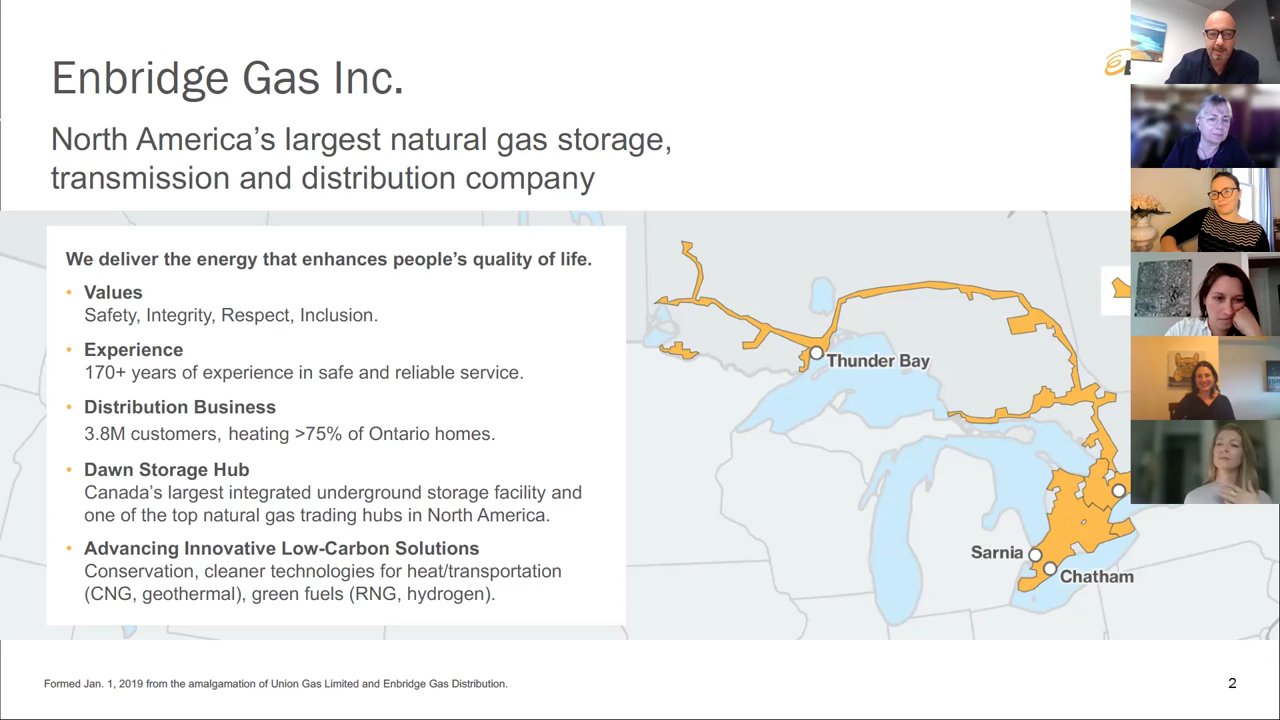 Enbridge Gas Inc.
North America’s largest natural gas storage,
transmission and distribution company
We deliver the energy that enhances people’s quality of life.
• Values
Safety, Integrity, Respect, Inclusion.
• Experience
170+ years of experience in safe and reliable service.
• Distribution Business
3.8M customers, heating >75% of Ontario homes.
• Dawn Storage Hub
Canada’s largest integrated underground storage facility and
one of the top natural gas trading hubs in North America.
• Advancing Innovative Low-Carbon Solutions
Conservation, cleaner technologies for heat/transportation
(CNG, geothermal), green fuels (RNG, hydrogen).
Thunder Bay
Sarnia
Chatham
Formed Jan. 1, 2019 from the amalgamation of Union Gas Limited and Enbridge Gas Distribution.
2